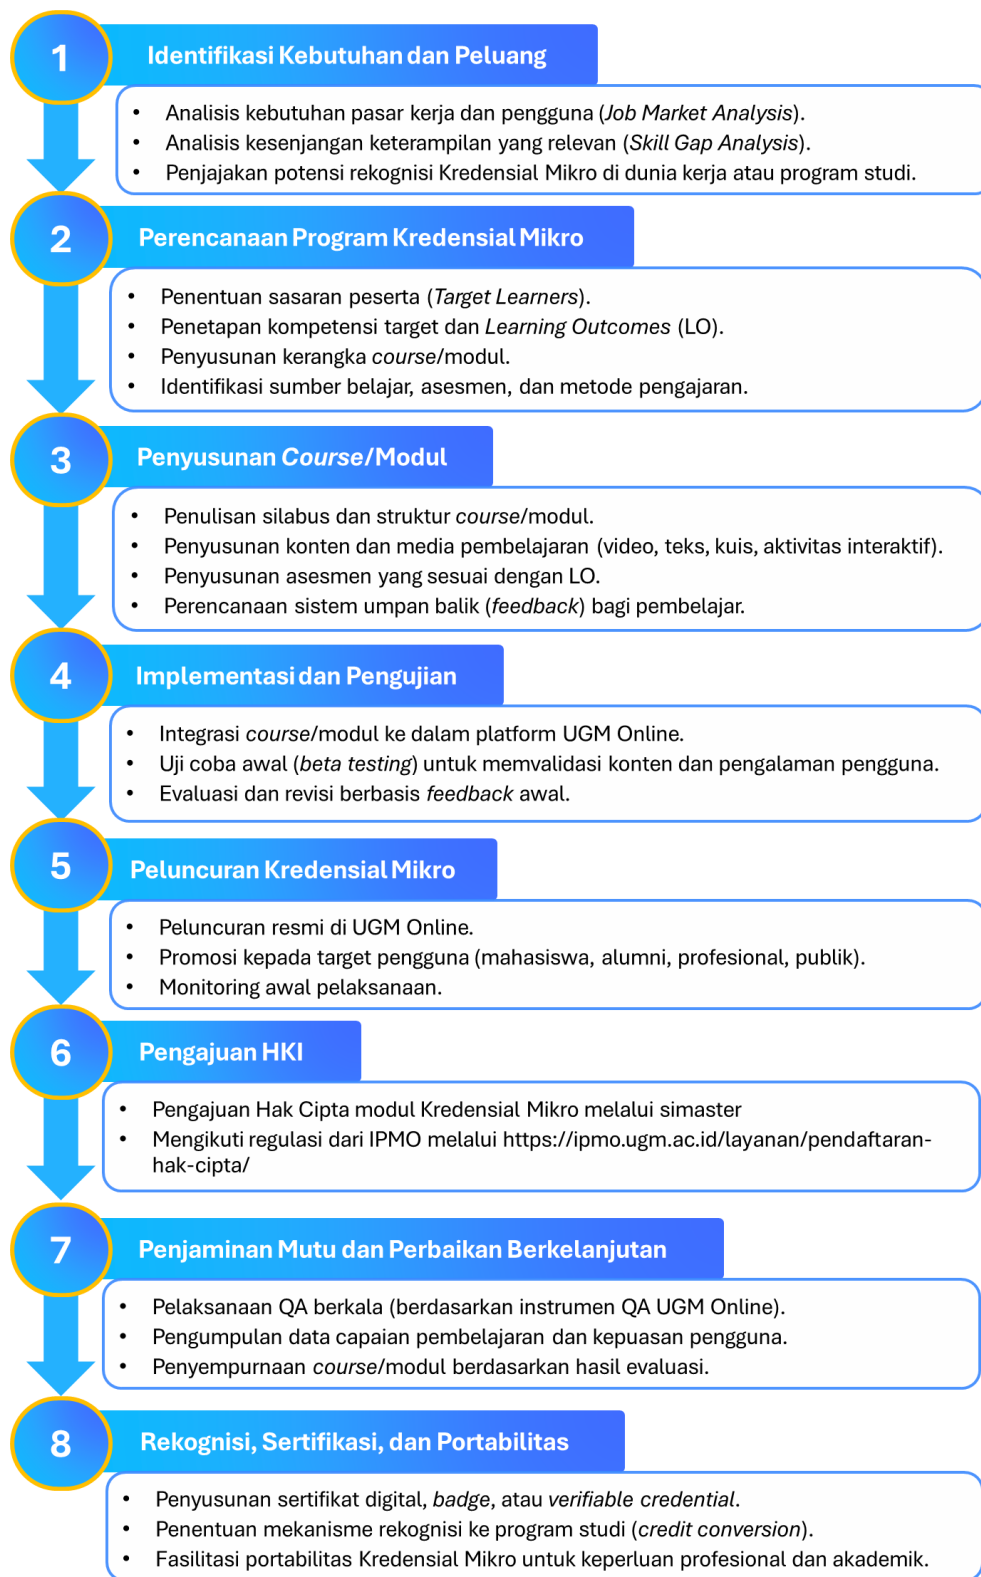 1
Identifikasi Kebutuhan dan Peluang
• Analisis kebutuhan pasar kerja dan pengguna (Job Market Analysis).
• Analisis kesenjangan keterampilan yang relevan (Skill Gap Analysis).
• Penjajakan potensi rekognisi Kredensial Mikro di dunia kerja atau program studi.
2
Perencanaan Program Kredensial Mikro
• Penentuan sasaran peserta (Target Learners).
• Penetapan kompetensi target dan Learning Outcomes (LO).
• Penyusunan kerangka course/modul.
• Identifikasi sumber belajar, asesmen, dan metode pengajaran.
3
Penyusunan Course/Modul
• Penulisan silabus dan struktur course/modul.
• Penyusunan konten dan media pembelajaran (video, teks, kuis, aktivitas interaktif).
• Penyusunan asesmen yang sesuai dengan LO.
• Perencanaan sistem umpan balik (feedback) bagi pembelajar.
4
Implementasi dan Pengujian
• Integrasi course/modul ke dalam platform UGM Online.
• Uji coba awal (beta testing) untuk memvalidasi konten dan pengalaman pengguna.
• Evaluasi dan revisi berbasis feedback awal.
5
Peluncuran Kredensial Mikro
• Peluncuran resmi di UGM Online.
• Promosi kepada target pengguna (mahasiswa, alumni, profesional, publik).
• Monitoring awal pelaksanaan.
6
Pengajuan HKI
• Pengajuan Hak Cipta modul Kredensial Mikro melalui simaster
• Mengikuti regulasi dari IPMO melalui https://ipmo.ugm.ac.id/layanan/pendaftaran-
hak-cipta/
7
Penjaminan Mutu dan Perbaikan Berkelanjutan
• Pelaksanaan QA berkala (berdasarkan instrumen QA UGM Online).
• Pengumpulan data capaian pembelajaran dan kepuasan pengguna.
• Penyempurnaan course/modul berdasarkan hasil evaluasi.
8
Rekognisi, Sertifikasi, dan Portabilitas
• Penyusunan sertifikat digital, badge, atau verifiable credential.
• Penentuan mekanisme rekognisi ke program studi (credit conversion).
• Fasilitasi portabilitas Kredensial Mikro untuk keperluan profesional dan akademik.